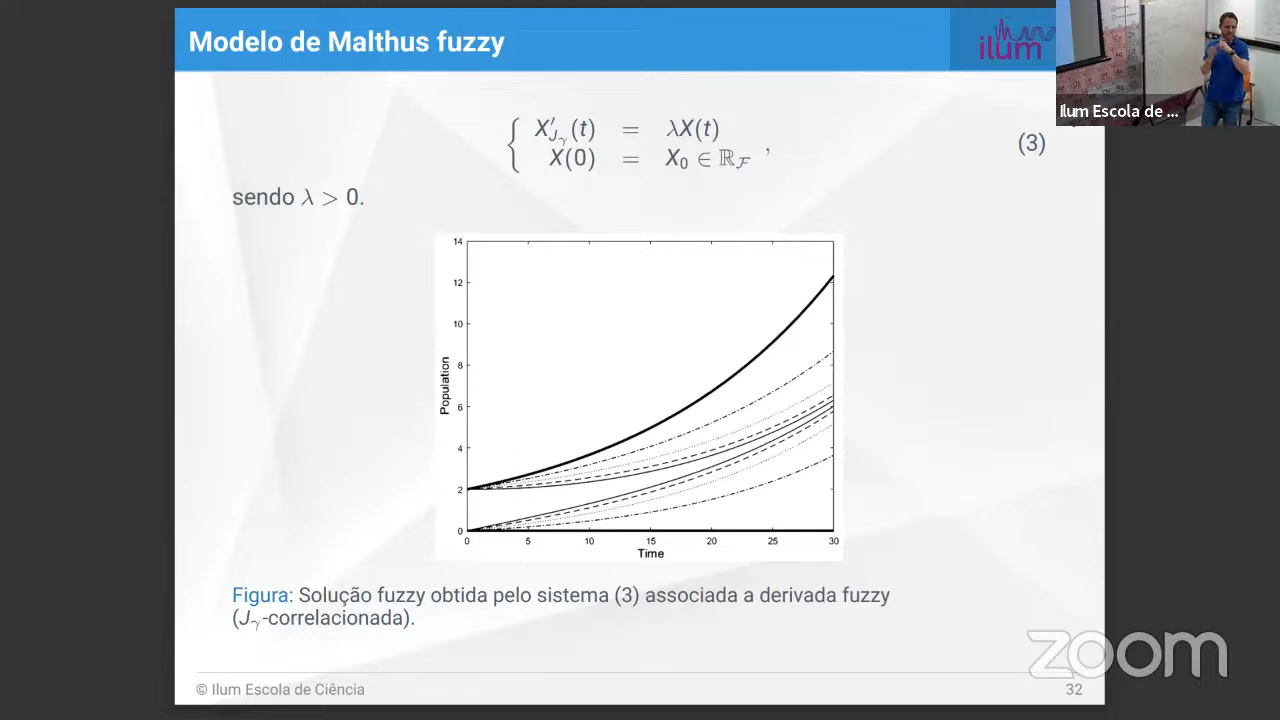 Modelo de Malthus fuzzy
ilum
Ilum Escola de ...
X′_{Jγ}(t) = λX(t)
X(0) = X₀ ∈ ℝ_ℱ ,
(3)
sendo λ > 0.
14
12
10
8
6
4
2
0
Population
0 5 10 15 20 25 30
Time
Figura: Solução fuzzy obtida pelo sistema (3) associada a derivada fuzzy
(Jγ-correlacionada).
zoom
© Ilum Escola de Ciência
32